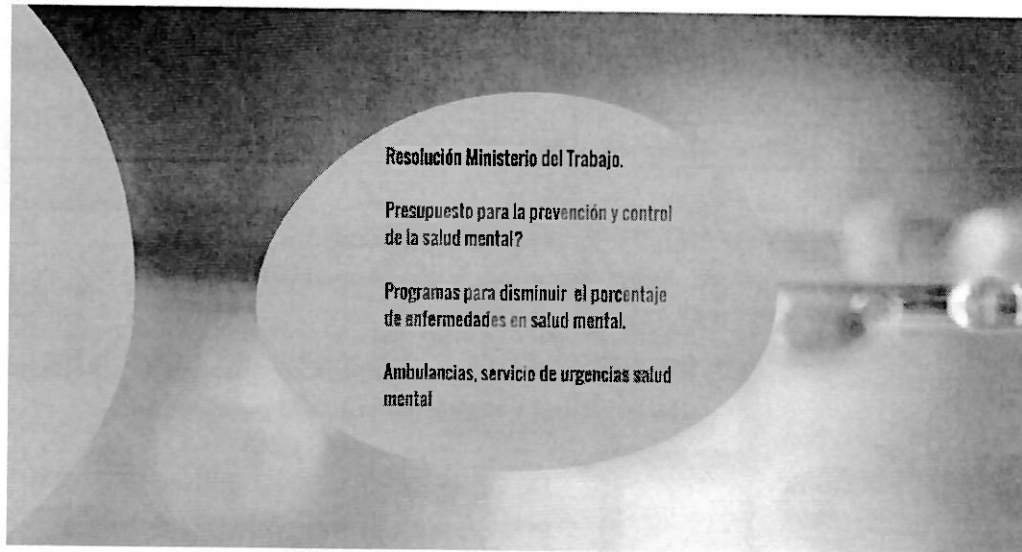 Resolución Ministerio del Trabajo.
Presupuesto para la prevención y control
de la salud mental?
Programas para disminuir el porcentaje
de enfermedades en salud mental.
Ambulancias, servicio de urgencias salud
mental